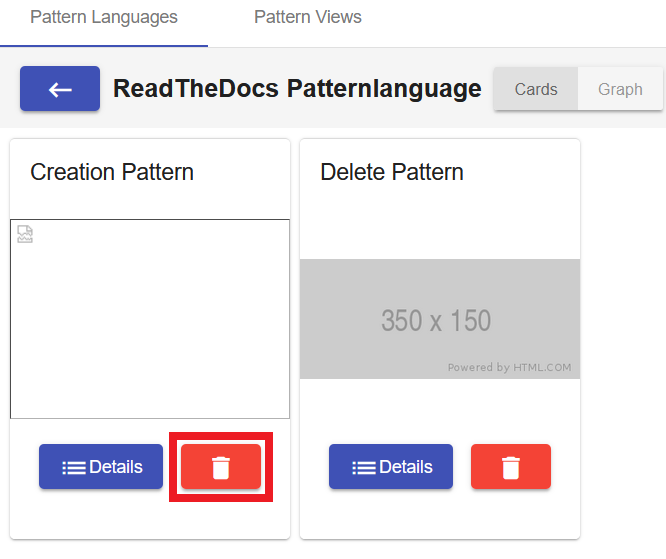 Pattern Languages Pattern Views
ReadTheDocs Patternlanguage Cards Graph
Creation Pattern
Delete Pattern
350 x 150
Powered by HTML.COM
Details
Details